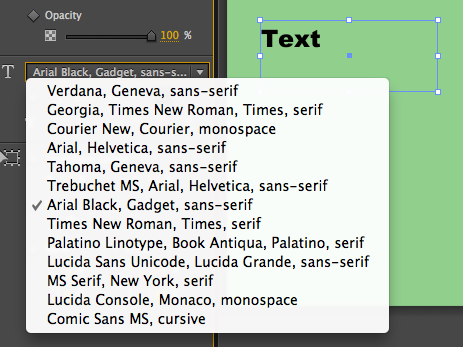 Opacity
100 %
Text
T
Arial Black, Gadget, sans-s...
Verdana, Geneva, sans-serif
Georgia, Times New Roman, Times, serif
Courier New, Courier, monospace
Arial, Helvetica, sans-serif
Tahoma, Geneva, sans-serif
Trebuchet MS, Arial, Helvetica, sans-serif
Arial Black, Gadget, sans-serif
Times New Roman, Times, serif
Palatino Linotype, Book Antiqua, Palatino, serif
Lucida Sans Unicode, Lucida Grande, sans-serif
MS Serif, New York, serif
Lucida Console, Monaco, monospace
Comic Sans MS, cursive